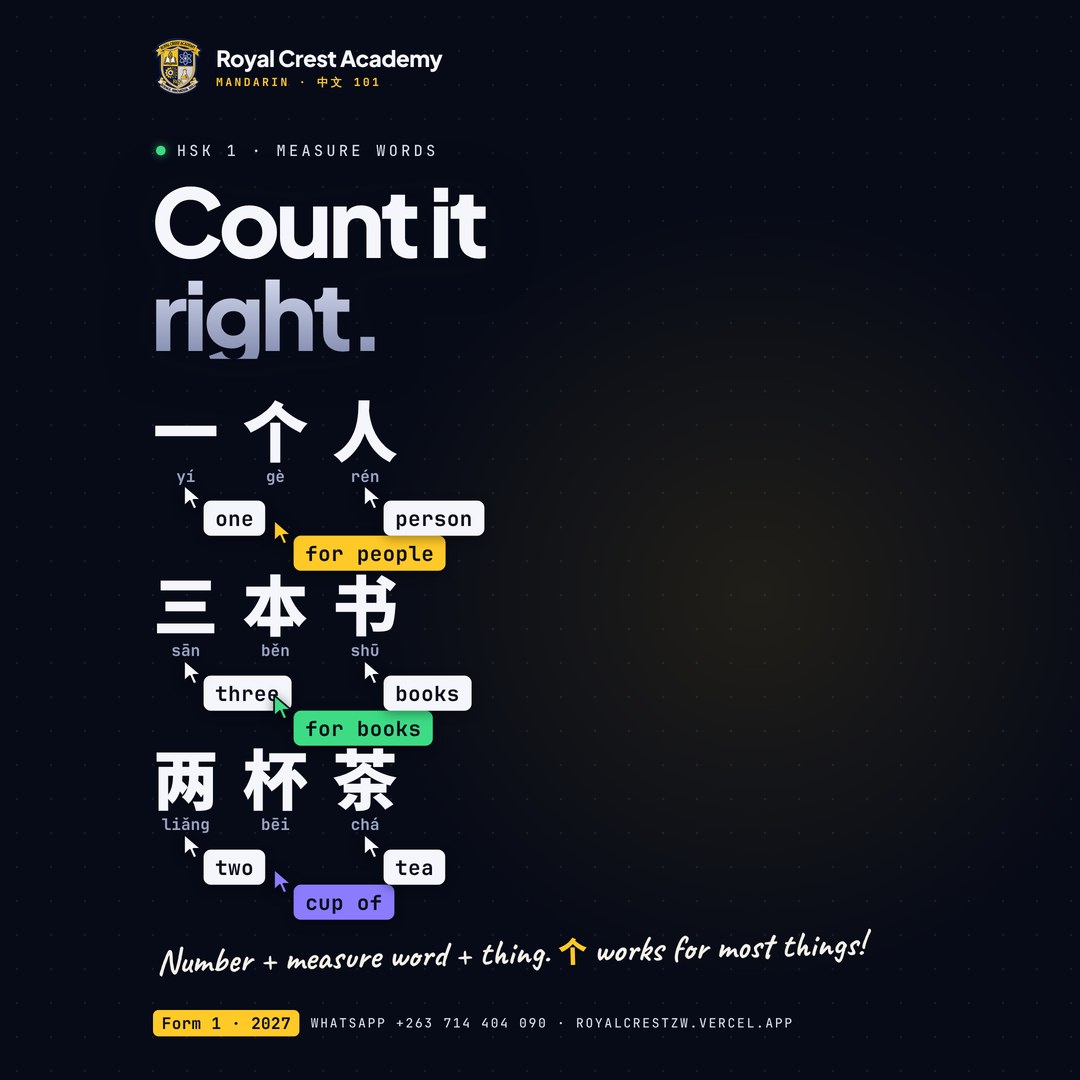 Royal Crest Academy
MANDARIN · 中文 101
HSK 1 · MEASURE WORDS
Count it
right.
一 个 人
yí gè rén
one person
for people
三 本 书
sān běn shū
three books
for books
两 杯 茶
liǎng bēi chá
two tea
cup of
Number + measure word + thing. 个 works for most things!
Form 1 · 2027 WHATSAPP +263 714 404 090 · ROYALCRESTZW.VERCEL.APP